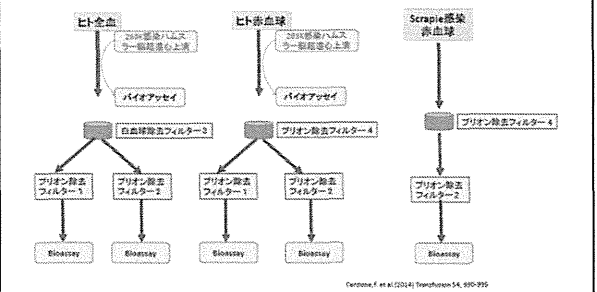 ヒト全血
ヒト赤血球
Scrapie感染
赤血球
263K感染ハムス
ター脳超遠心上清
263K感染ハムス
ター脳超遠心上清
バイオアッセイ
バイオアッセイ
白血球除去フィルター3
プリオン除去フィルター4
プリオン除去フィルター4
プリオン除去
フィルター1
プリオン除去
フィルター2
プリオン除去
フィルター1
プリオン除去
フィルター2
プリオン除去
フィルター2
Bioassay
Bioassay
Bioassay
Bioassay
Bioassay
Cardone,F. et al.(2014) Transfusion 54, 990-995